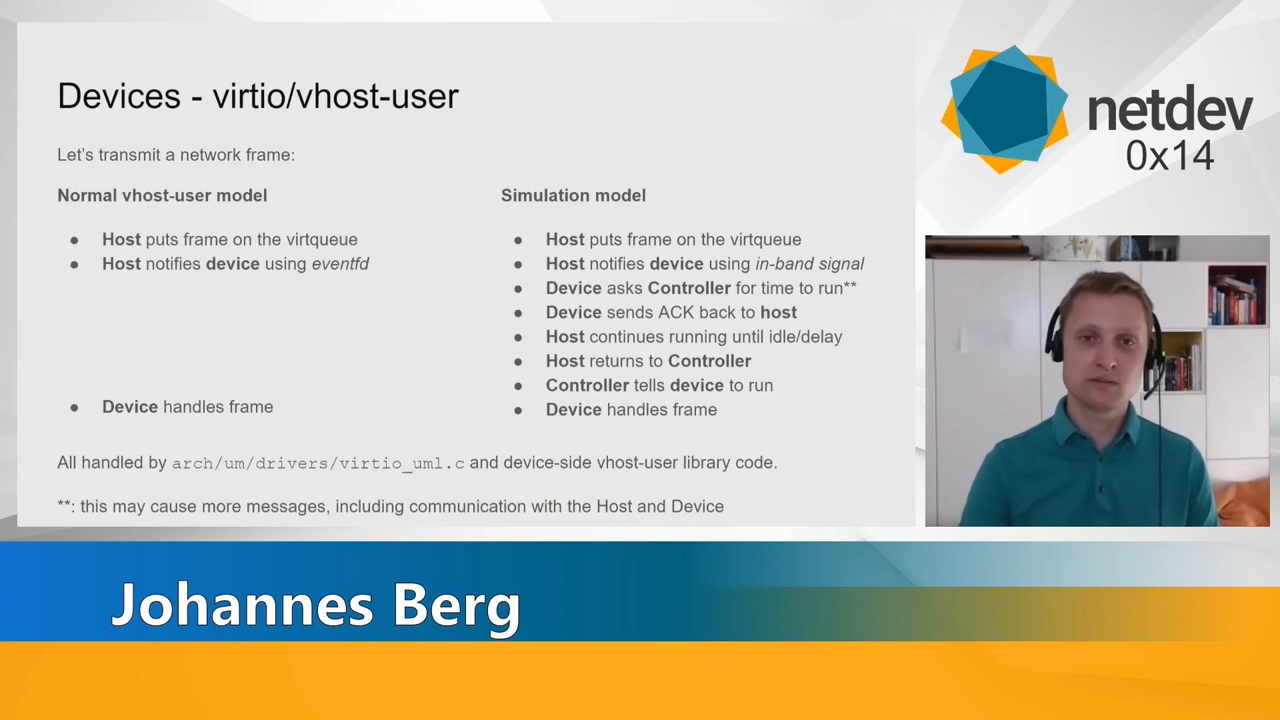 Devices - virtio/vhost-user
Let's transmit a network frame:
Normal vhost-user model
● Host puts frame on the virtqueue
● Host notifies device using eventfd
● Device handles frame
Simulation model
● Host puts frame on the virtqueue
● Host notifies device using in-band signal
● Device asks Controller for time to run**
● Device sends ACK back to host
● Host continues running until idle/delay
● Host returns to Controller
● Controller tells device to run
● Device handles frame
All handled by arch/um/drivers/virtio_uml.c and device-side vhost-user library code.
**: this may cause more messages, including communication with the Host and Device
netdev
0x14
Johannes Berg